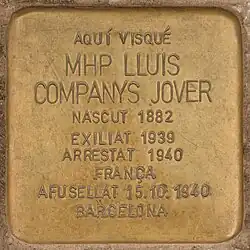 AQUÍ VISQUÉ
MHP LLUIS
COMPANYS JOVER
NASCUT 1882
EXILIAT 1939
ARRESTAT 1940
FRANÇA
AFUSELLAT 15.10.1940
BARCELONA